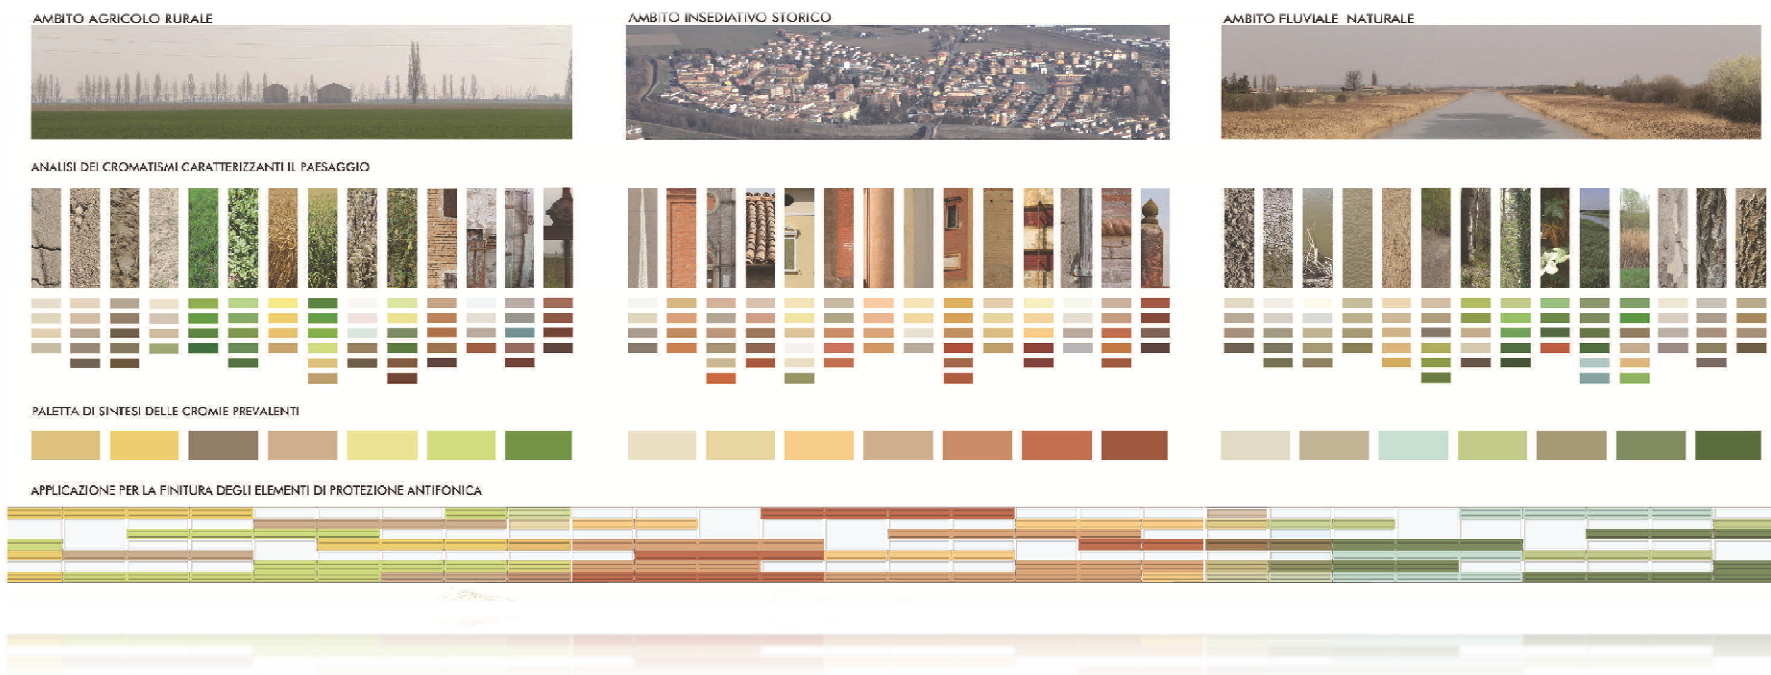 AMBITO AGRICOLO RURALE
AMBITO INSEDIATIVO STORICO
AMBITO FLUVIALE NATURALE
ANALISI DEI CROMATISMI CARATTERIZZANTI IL PAESAGGIO
PALETTA DI SINTESI DELLE CROMIE PREVALENTI
APPLICAZIONE PER LA FINITURA DEGLI ELEMENTI DI PROTEZIONE ANTIFONICA